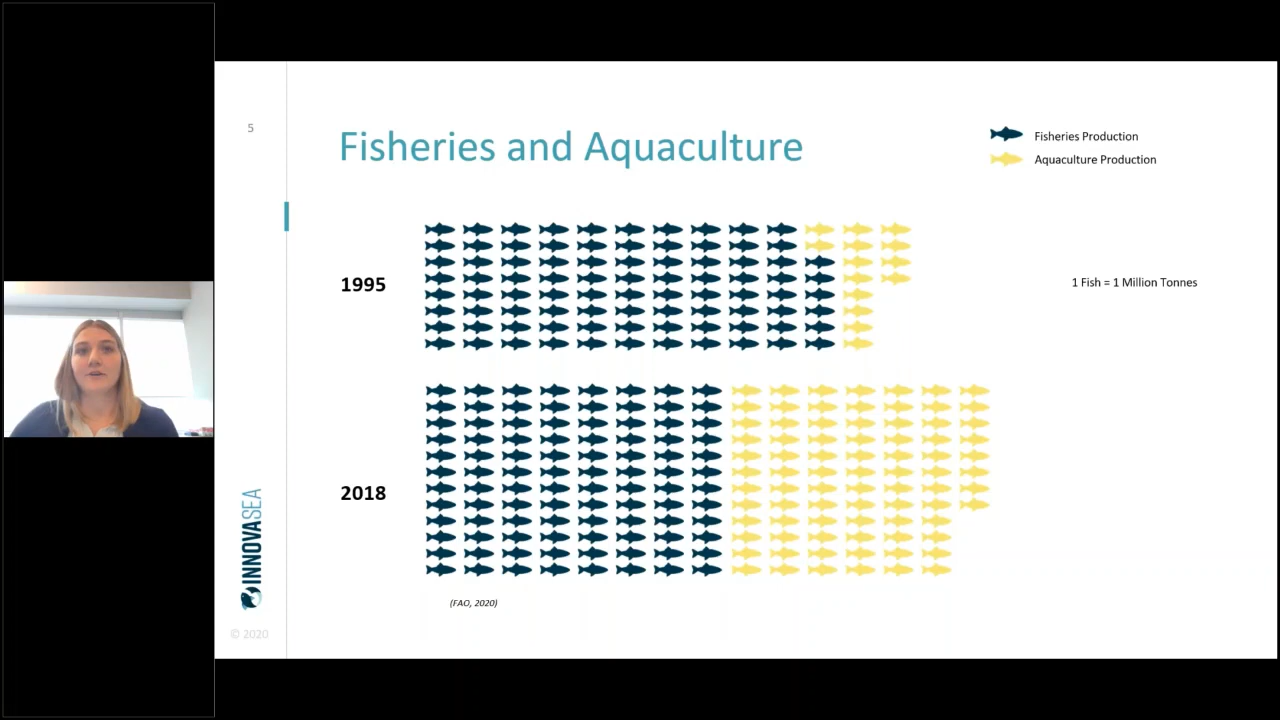 5
Fisheries and Aquaculture
Fisheries Production
Aquaculture Production
1995
1 Fish = 1 Million Tonnes
2018
(FAO, 2020)
INNOVASEA
© 2020